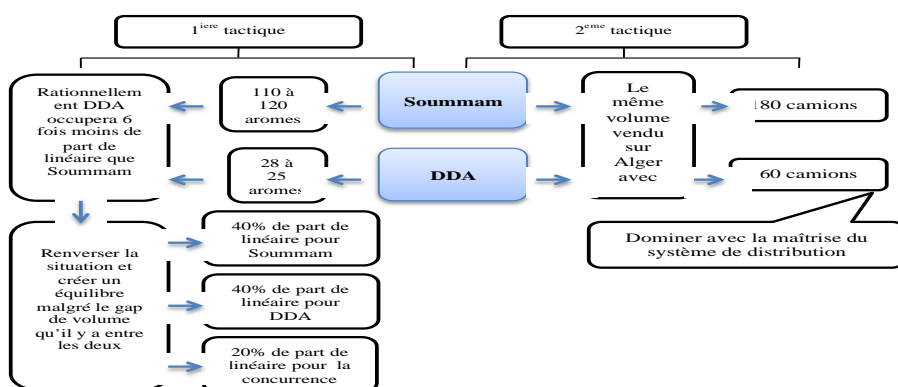 1iere tactique
2eme tactique
Rationnellem
ent DDA
occupera 6
fois moins de
part de
linéaire que
Soummam
110 à
120
aromes
Soummam
Le
même
volume
vendu
sur
Alger
avec
180 camions
28 à
25
aromes
DDA
60 camions
Dominer avec la maîtrise du
système de distribution
Renverser la
situation et
créer un
équilibre
malgré le gap
de volume
qu'il y a entre
les deux
40% de part de
linéaire pour
Soummam
40% de part de
linéaire pour
DDA
20% de part de
linéaire pour la
concurrence